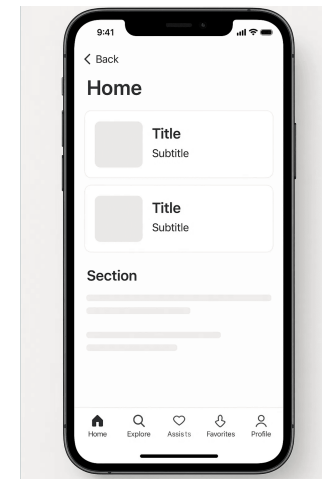 9:41
Back
Home
Title
Subtitle
Title
Subtitle
Section
Home Explore Assists Favorites Profile